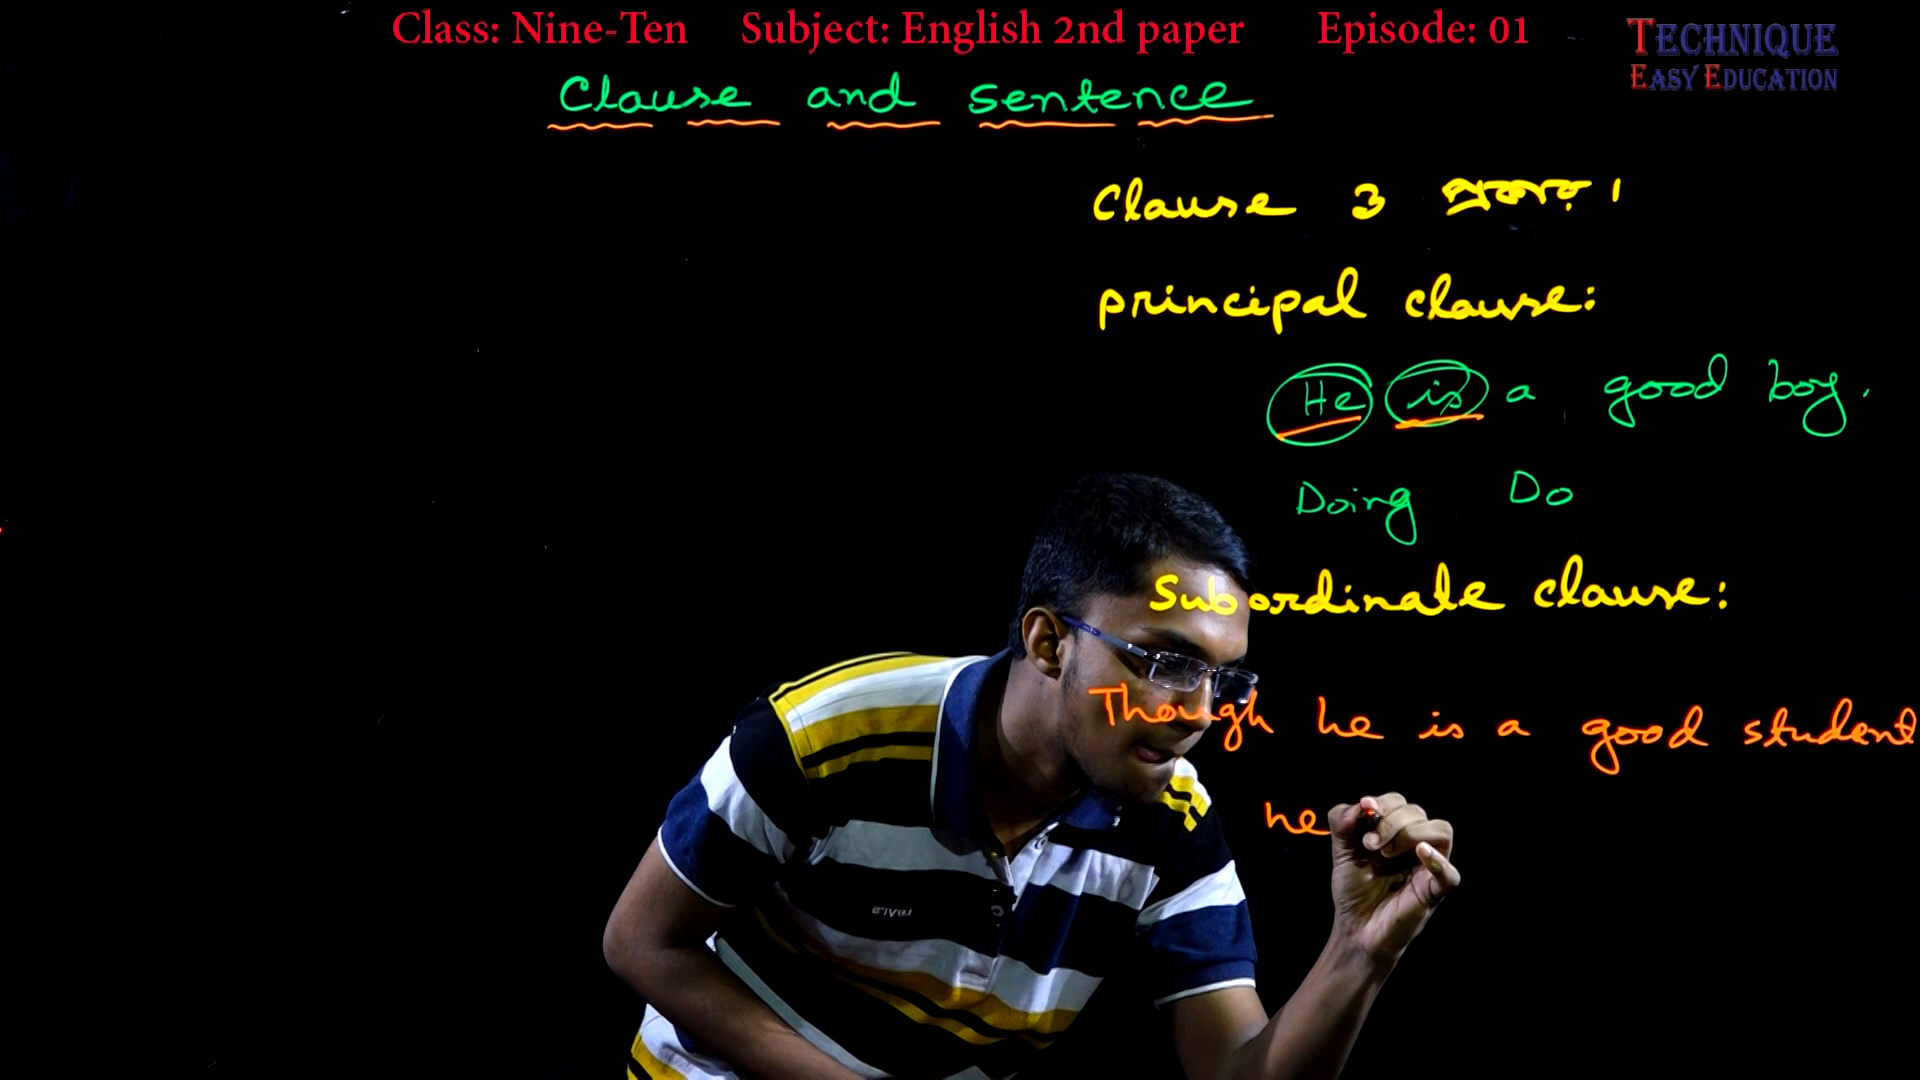 Class: Nine-Ten Subject: English 2nd paper Episode: 01
TECHNIQUE
EASY EDUCATION
Clause and sentence
Clause 3 প্রকার।
principal clause:
He is a good boy.
Doing Do
Subordinate clause:
Though he is a good student
he